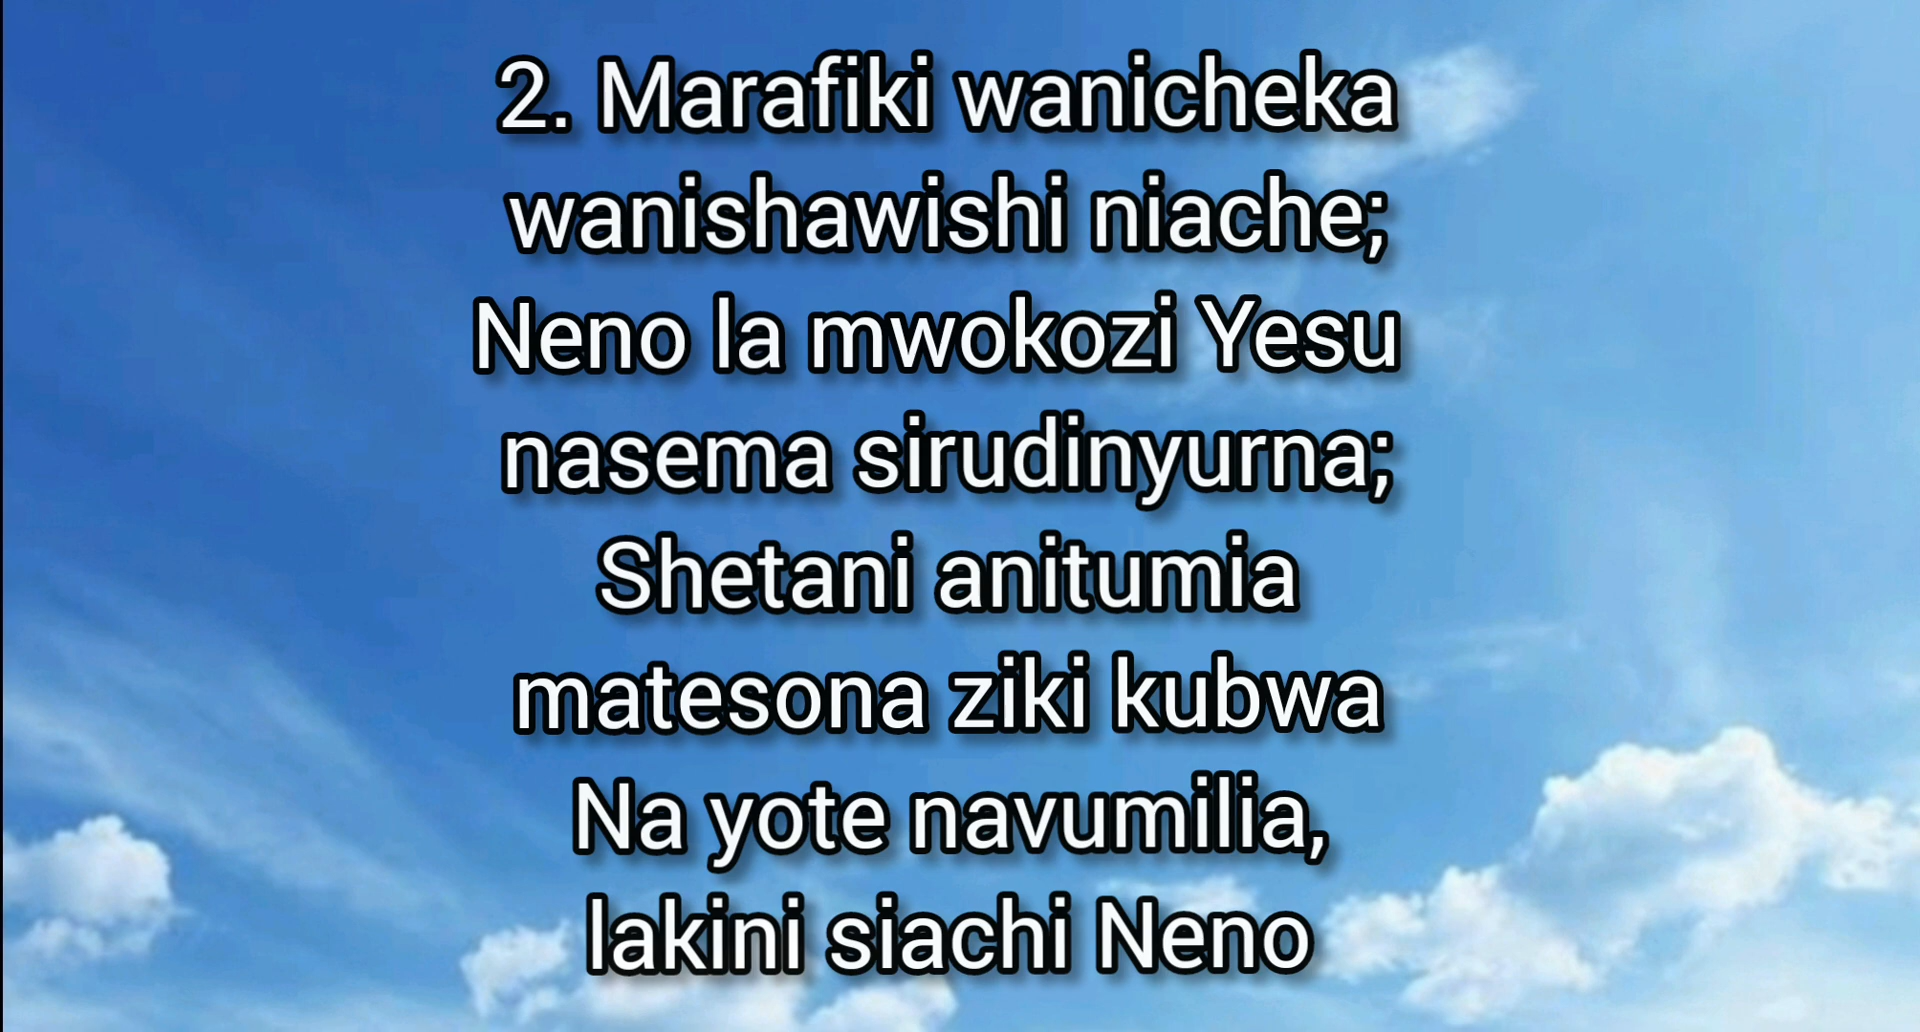 2. Marafiki wanicheka
wanishawishi niache;
Neno la mwokozi Yesu
nasema sirudinyurna;
Shetani anitumia
matesona ziki kubwa
Na yote navumilia,
lakini siachi Neno